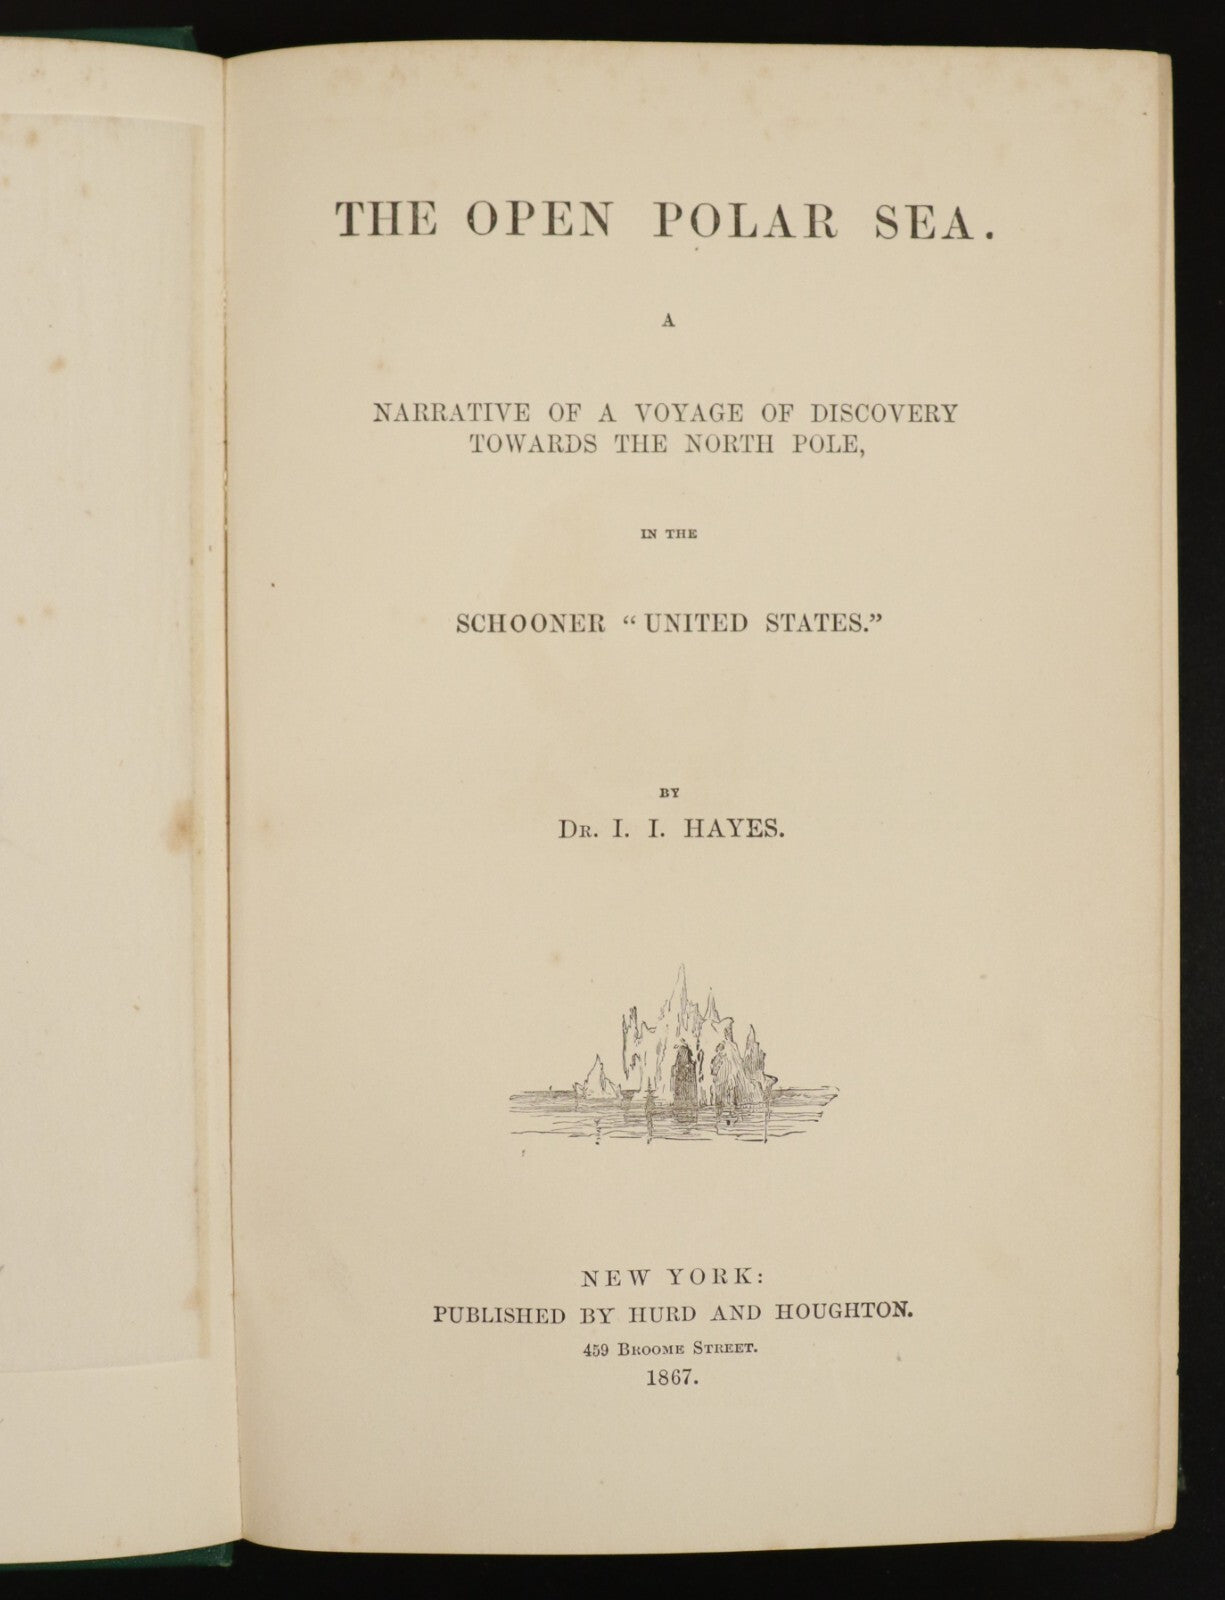 THE OPEN POLAR SEA.
A
NARRATIVE OF A VOYAGE OF DISCOVERY
TOWARDS THE NORTH POLE,
IN THE
SCHOONER “UNITED STATES.”
BY
DR. I. I. HAYES.
NEW YORK:
PUBLISHED BY HURD AND HOUGHTON.
459 BROOME STREET.
1867.